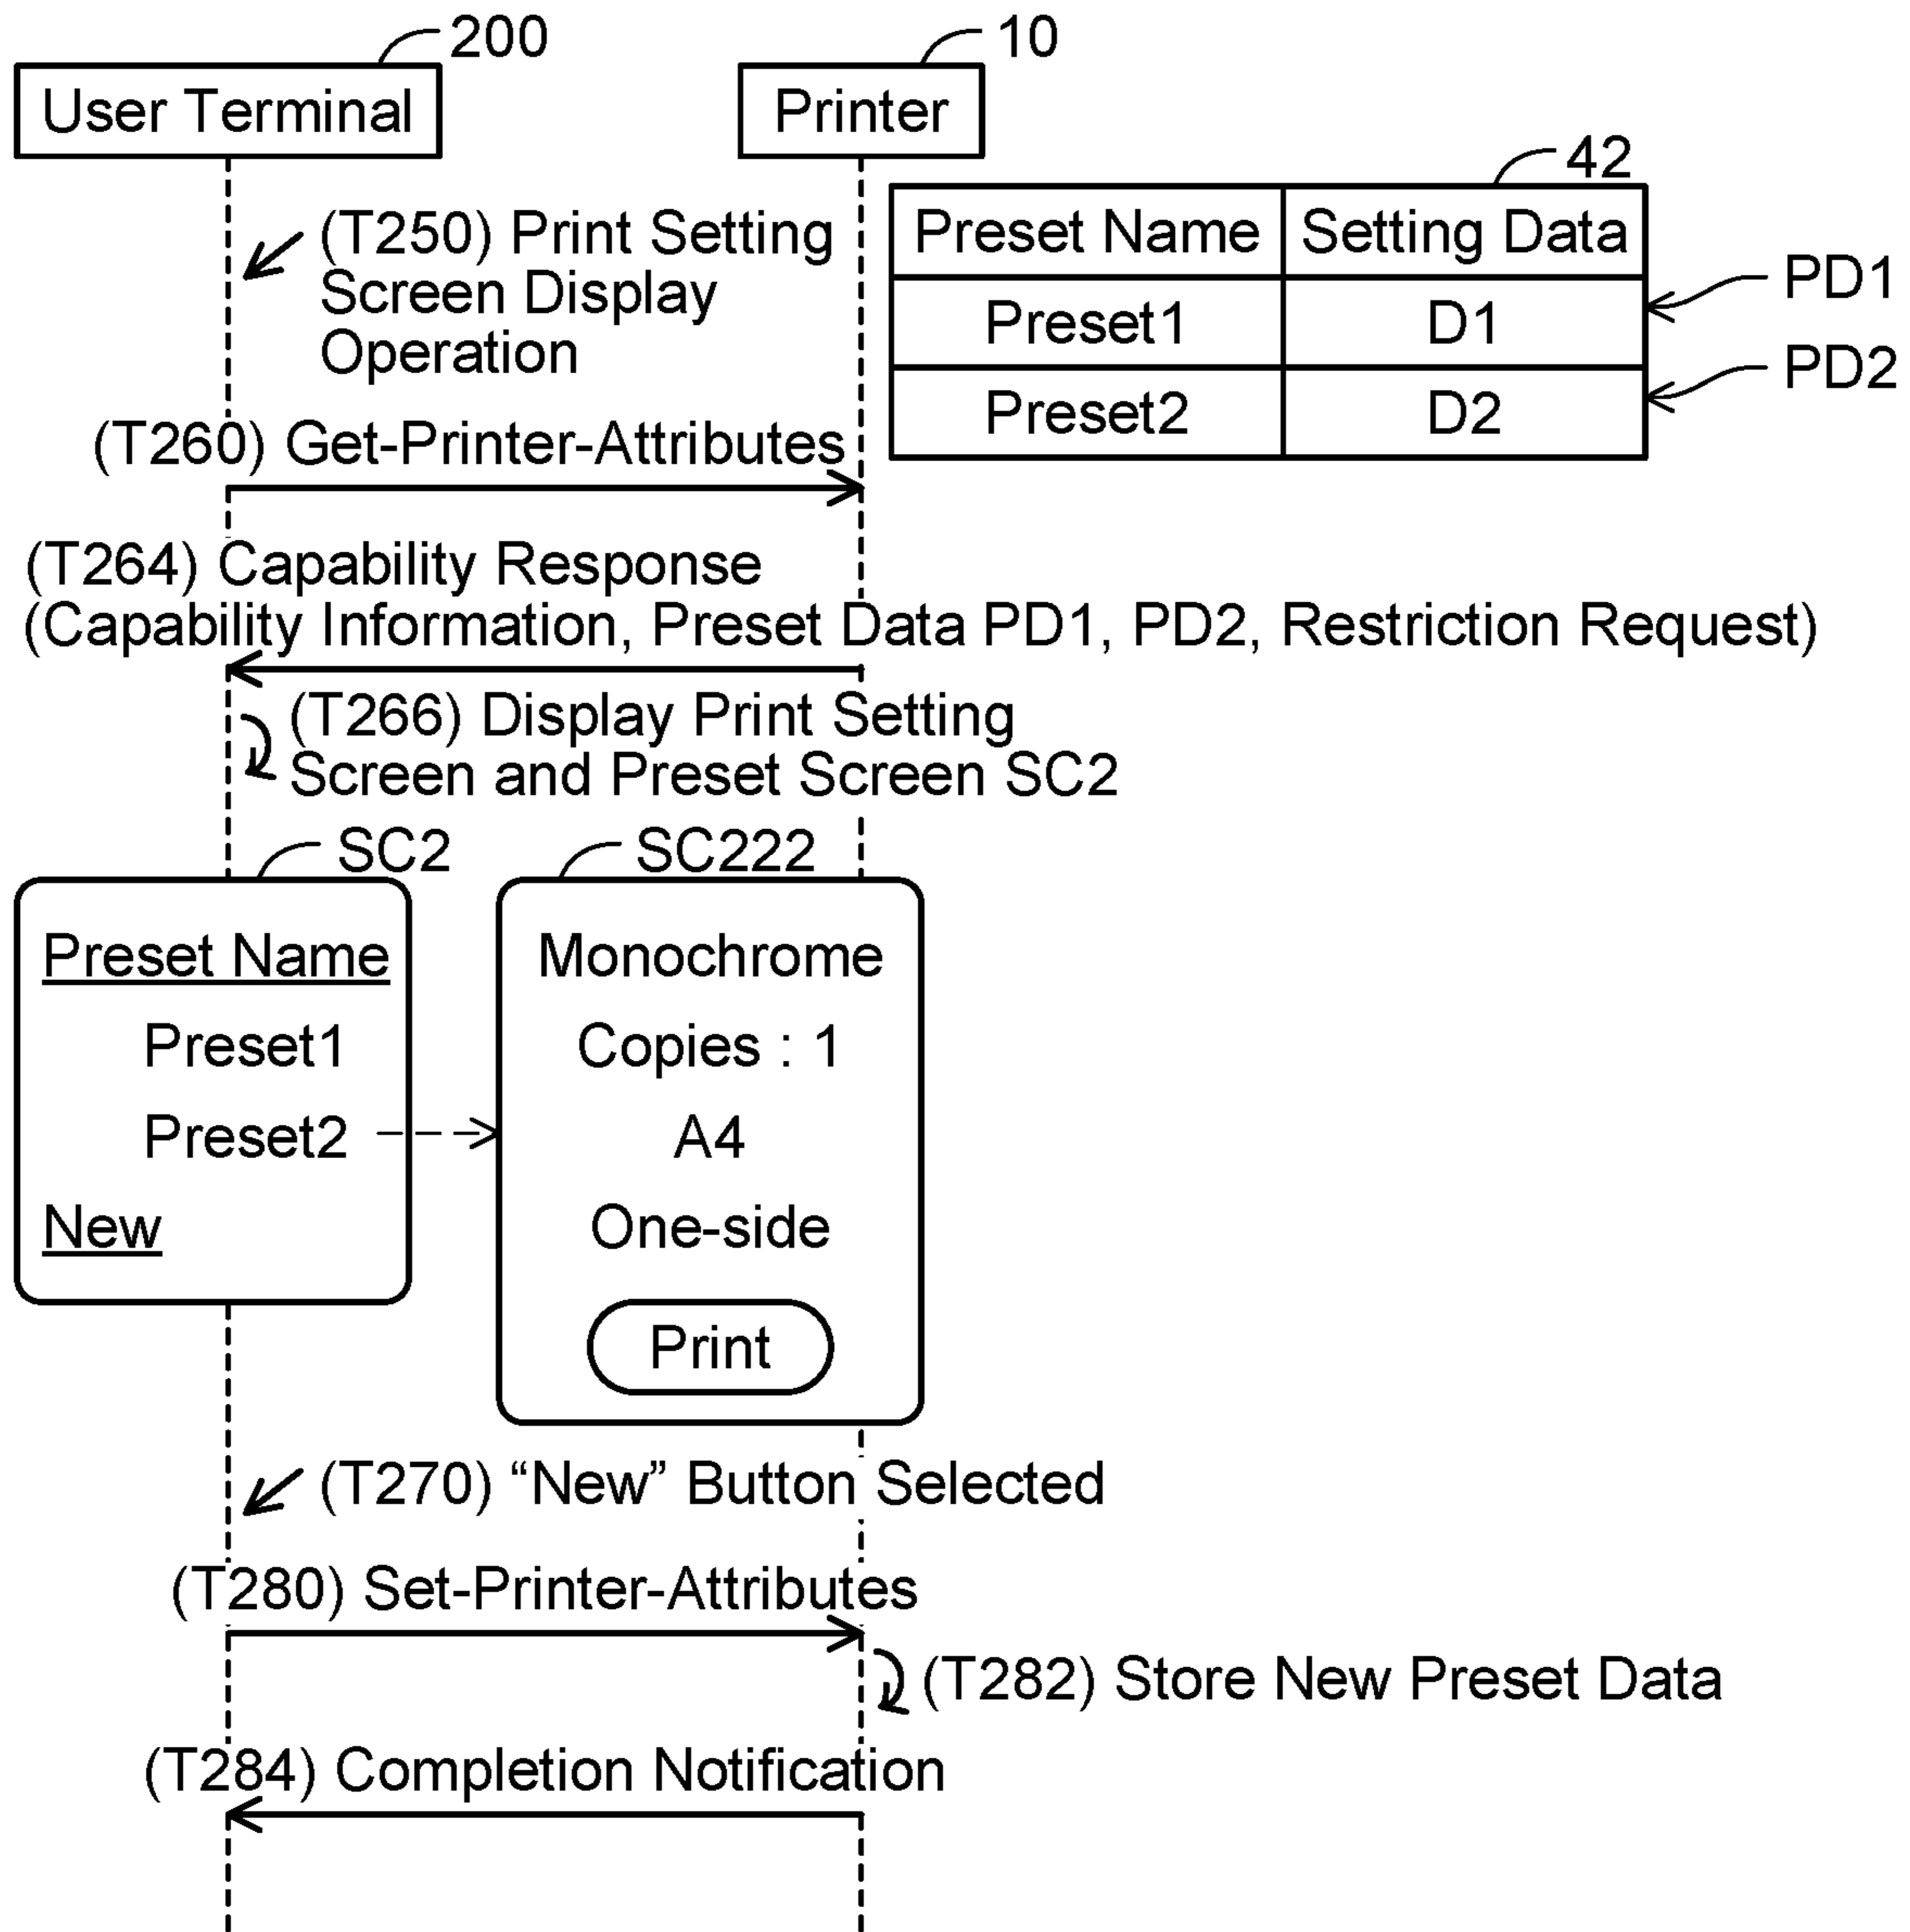 200
10
User Terminal
Printer
42
Preset Name Setting Data
Preset1 D1
PD1
Preset2 D2
PD2
(T250) Print Setting
Screen Display
Operation
(T260) Get-Printer-Attributes
(T264) Capability Response
(Capability Information, Preset Data PD1, PD2, Restriction Request)
(T266) Display Print Setting
Screen and Preset Screen SC2
SC2
SC222
Preset Name
Preset1
Preset2
New
Monochrome
Copies : 1
A4
One-side
Print
(T270) “New” Button Selected
(T280) Set-Printer-Attributes
(T282) Store New Preset Data
(T284) Completion Notification